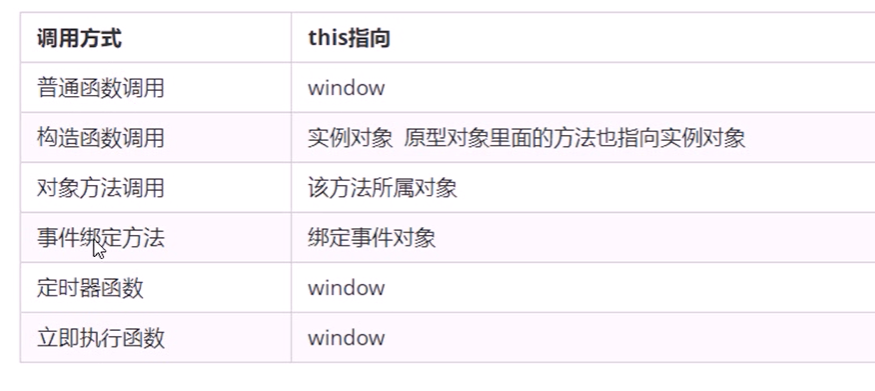 调用方式 this指向
普通函数调用 window
构造函数调用 实例对象 原型对象里面的方法也指向实例对象
对象方法调用 该方法所属对象
事件绑定方法 绑定事件对象
定时器函数 window
立即执行函数 window